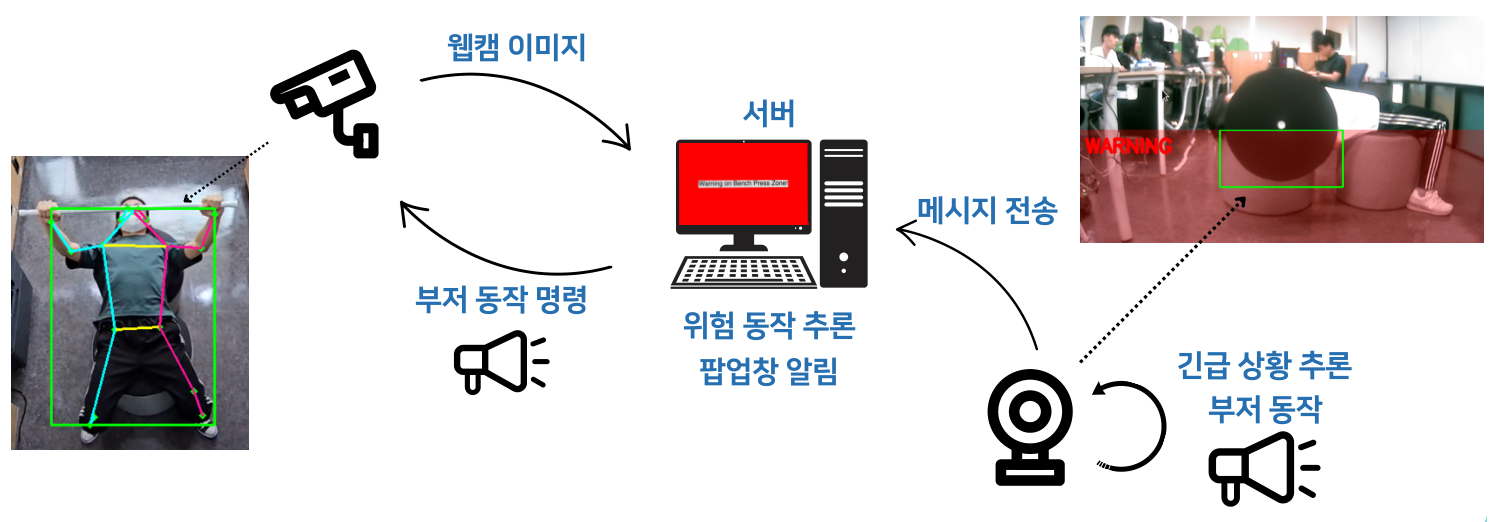 웹캠 이미지
서버
Warning on Bench Press Zone!
WARNING
메시지 전송
부저 동작 명령
위험 동작 추론
팝업창 알림
긴급 상황 추론
부저 동작